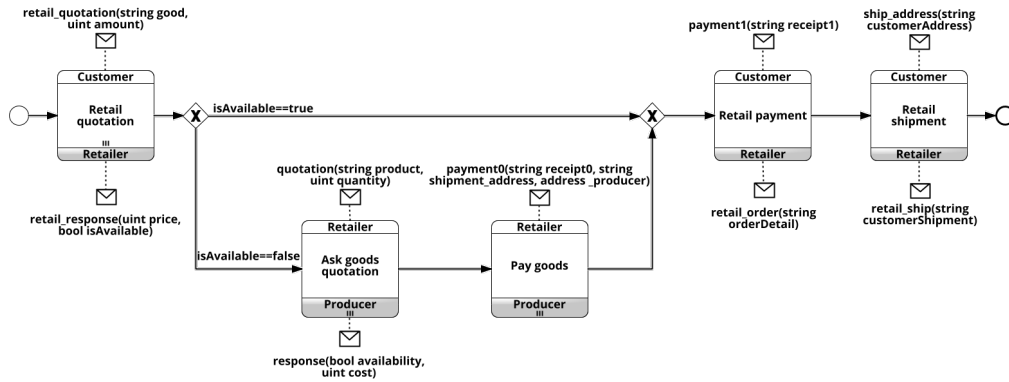 retail_quotation(string good,
uint amount)
Customer
Retail
quotation
III
Retailer
retail_response(uint price,
bool isAvailable)
X
isAvailable==true
isAvailable==false
quotation(string product,
uint quantity)
Retailer
Ask goods
quotation
Producer
III
response(bool availability,
uint cost)
payment0(string receipt0, string
shipment_address, address _producer)
Retailer
Pay goods
Producer
III
X
payment1(string receipt1)
Customer
Retail payment
Retailer
retail_order(string
orderDetail)
ship_address(string
customerAddress)
Customer
Retail
shipment
Retailer
retail_ship(string
customerShipment)